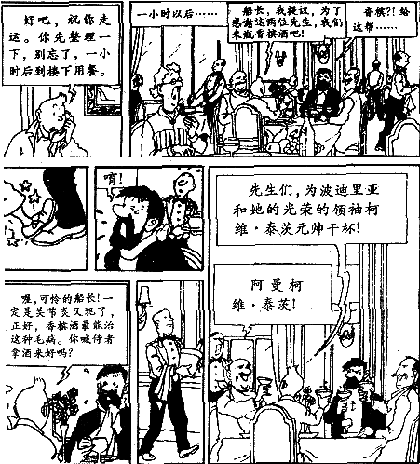 好吧，祝你走
运。你先整理一
下，别忘了，一小
时后到楼下用餐。
一小时以后……
船长，我提议，为了
感谢这两位先生，我们
来瓶香槟酒吧！
香槟？！给
这帮……
唷！
先生们，为波迪里亚
和她的光荣的领袖柯
维·泰茨元帅干杯！
阿曼柯
维·泰茨！
喔，可怜的船长！一
定是关节炎又犯了，
正好，香槟酒最能治
这种毛病。你喊侍者
拿酒来好吗？